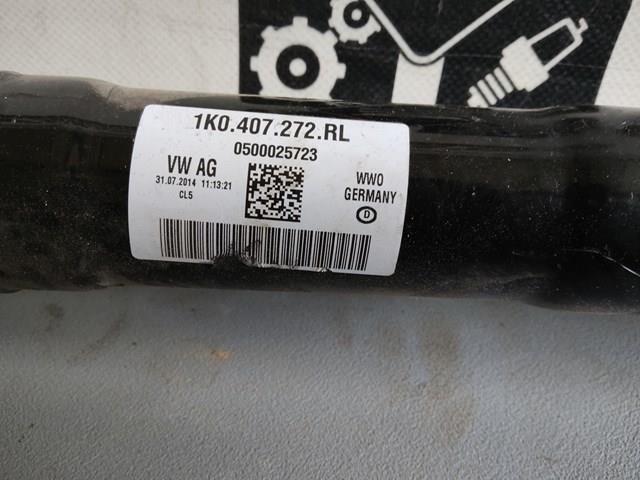 1K0.407.272.RL
0500025723
VW AG
31.07.2014 11:13:21
CL5
WWO
GERMANY
D